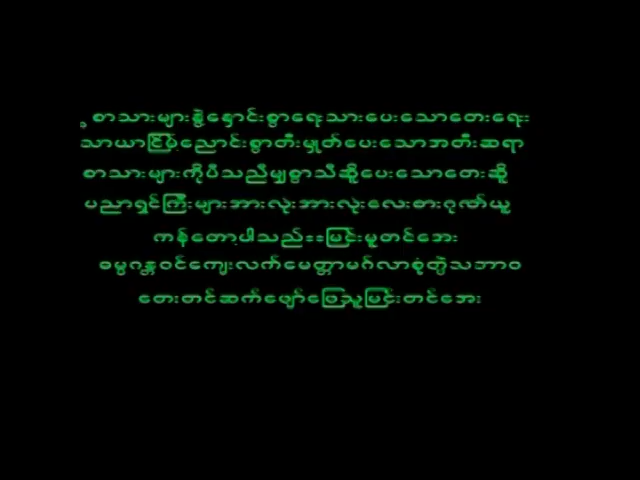 စာသားများနွဲ့နှောင်းစွာရေးသားပေးသောတေးရေး
သာယာငြိမ့်ညောင်းစွာတီးမှုတ်ပေးသောအတီးဆရာ
စာသားများကိုပီသညီမျှစွာသီဆိုပေးသောတေးဆို
ပညာရှင်ကြီးများအားလုံးအားလုံးလေးစားဂုဏ်ယူ
ကန်တော့ပါသည်==မြင်းမူတင်အေး
ဓမ္မဂန္တဝင်ကျေးလက်မေတ္တာမဂ်လာစုံတွဲသဘာဝ
တေးတင်ဆက်ဖျော်ဖြေသူမြင်းတင်အေး